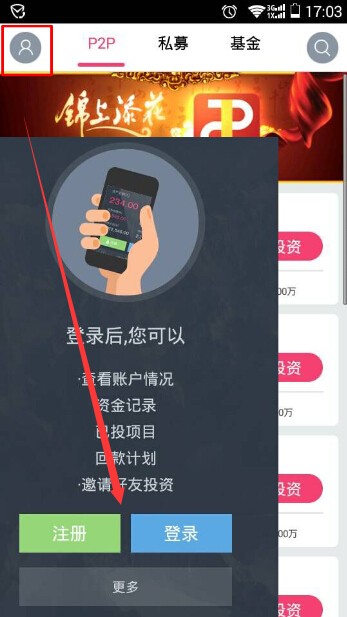 3G
1X
17:03
P2P
私募
基金
锦上添花
234.00
登录后,您可以
·查看账户情况
资金记录
已投项目
回款计划
·邀请好友投资
注册
登录
更多
投资
00万
投资
0万
投资
00万
投资